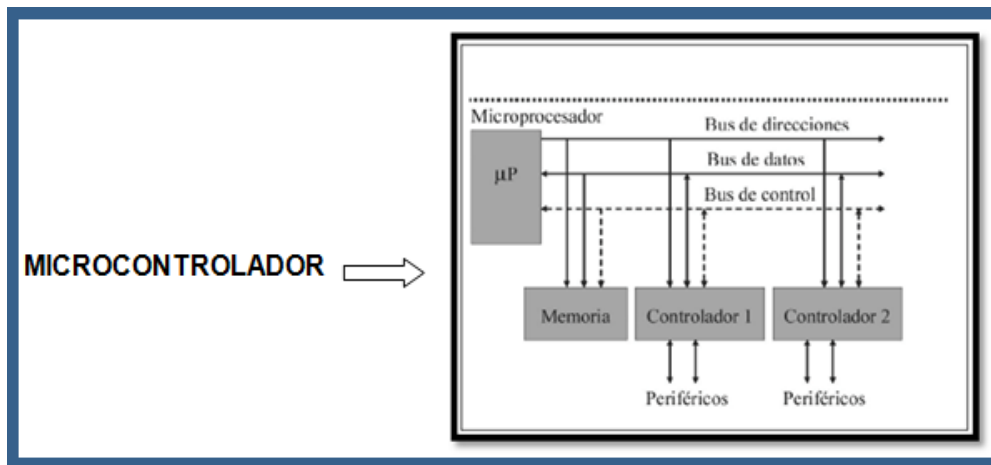 MICROCONTROLADOR
Microprocesador
µP
Bus de direcciones
Bus de datos
Bus de control
Memoria
Controlador 1
Controlador 2
Periféricos
Periféricos